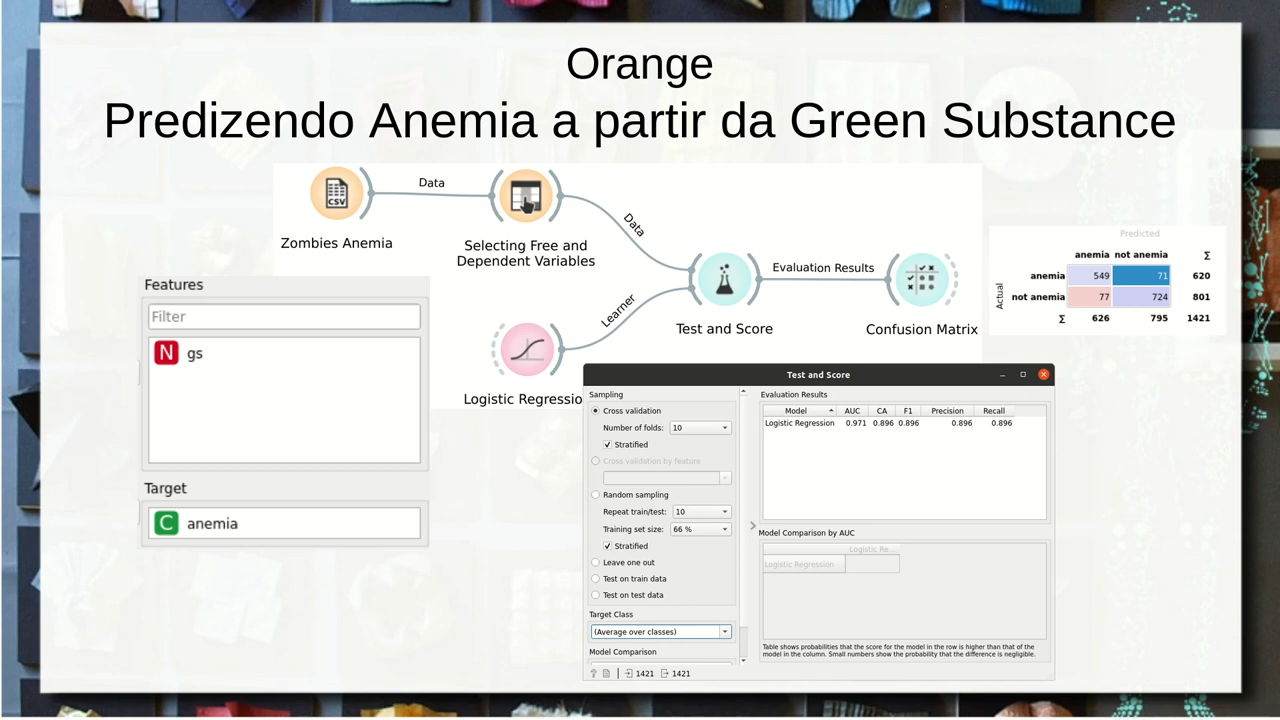 Orange
Predizendo Anemia a partir da Green Substance
Data
Zombies Anemia
Selecting Free and
Dependent Variables
Data
Learner
Evaluation Results
Test and Score
Confusion Matrix
Logistic Regressio
Predicted
anemia not anemia Σ
Actual
anemia 549 71 620
not anemia 77 724 801
Σ 626 795 1421
Features
Filter
N gs
Target
C anemia
Test and Score
Sampling
Cross validation
Number of folds: 10
Stratified
Cross validation by feature
Random sampling
Repeat train/test: 10
Training set size: 66 %
Stratified
Leave one out
Test on train data
Test on test data
Target Class
(Average over classes)
Model Comparison
? 1421 1421
Evaluation Results
Model AUC CA F1 Precision Recall
Logistic Regression 0.971 0.896 0.896 0.896 0.896
Model Comparison by AUC
Logistic Re...
Logistic Regression
Table shows probabilities that the score for the model in the row is higher than that of the
model in the column. Small numbers show the probability that the difference is negligible.
CSV